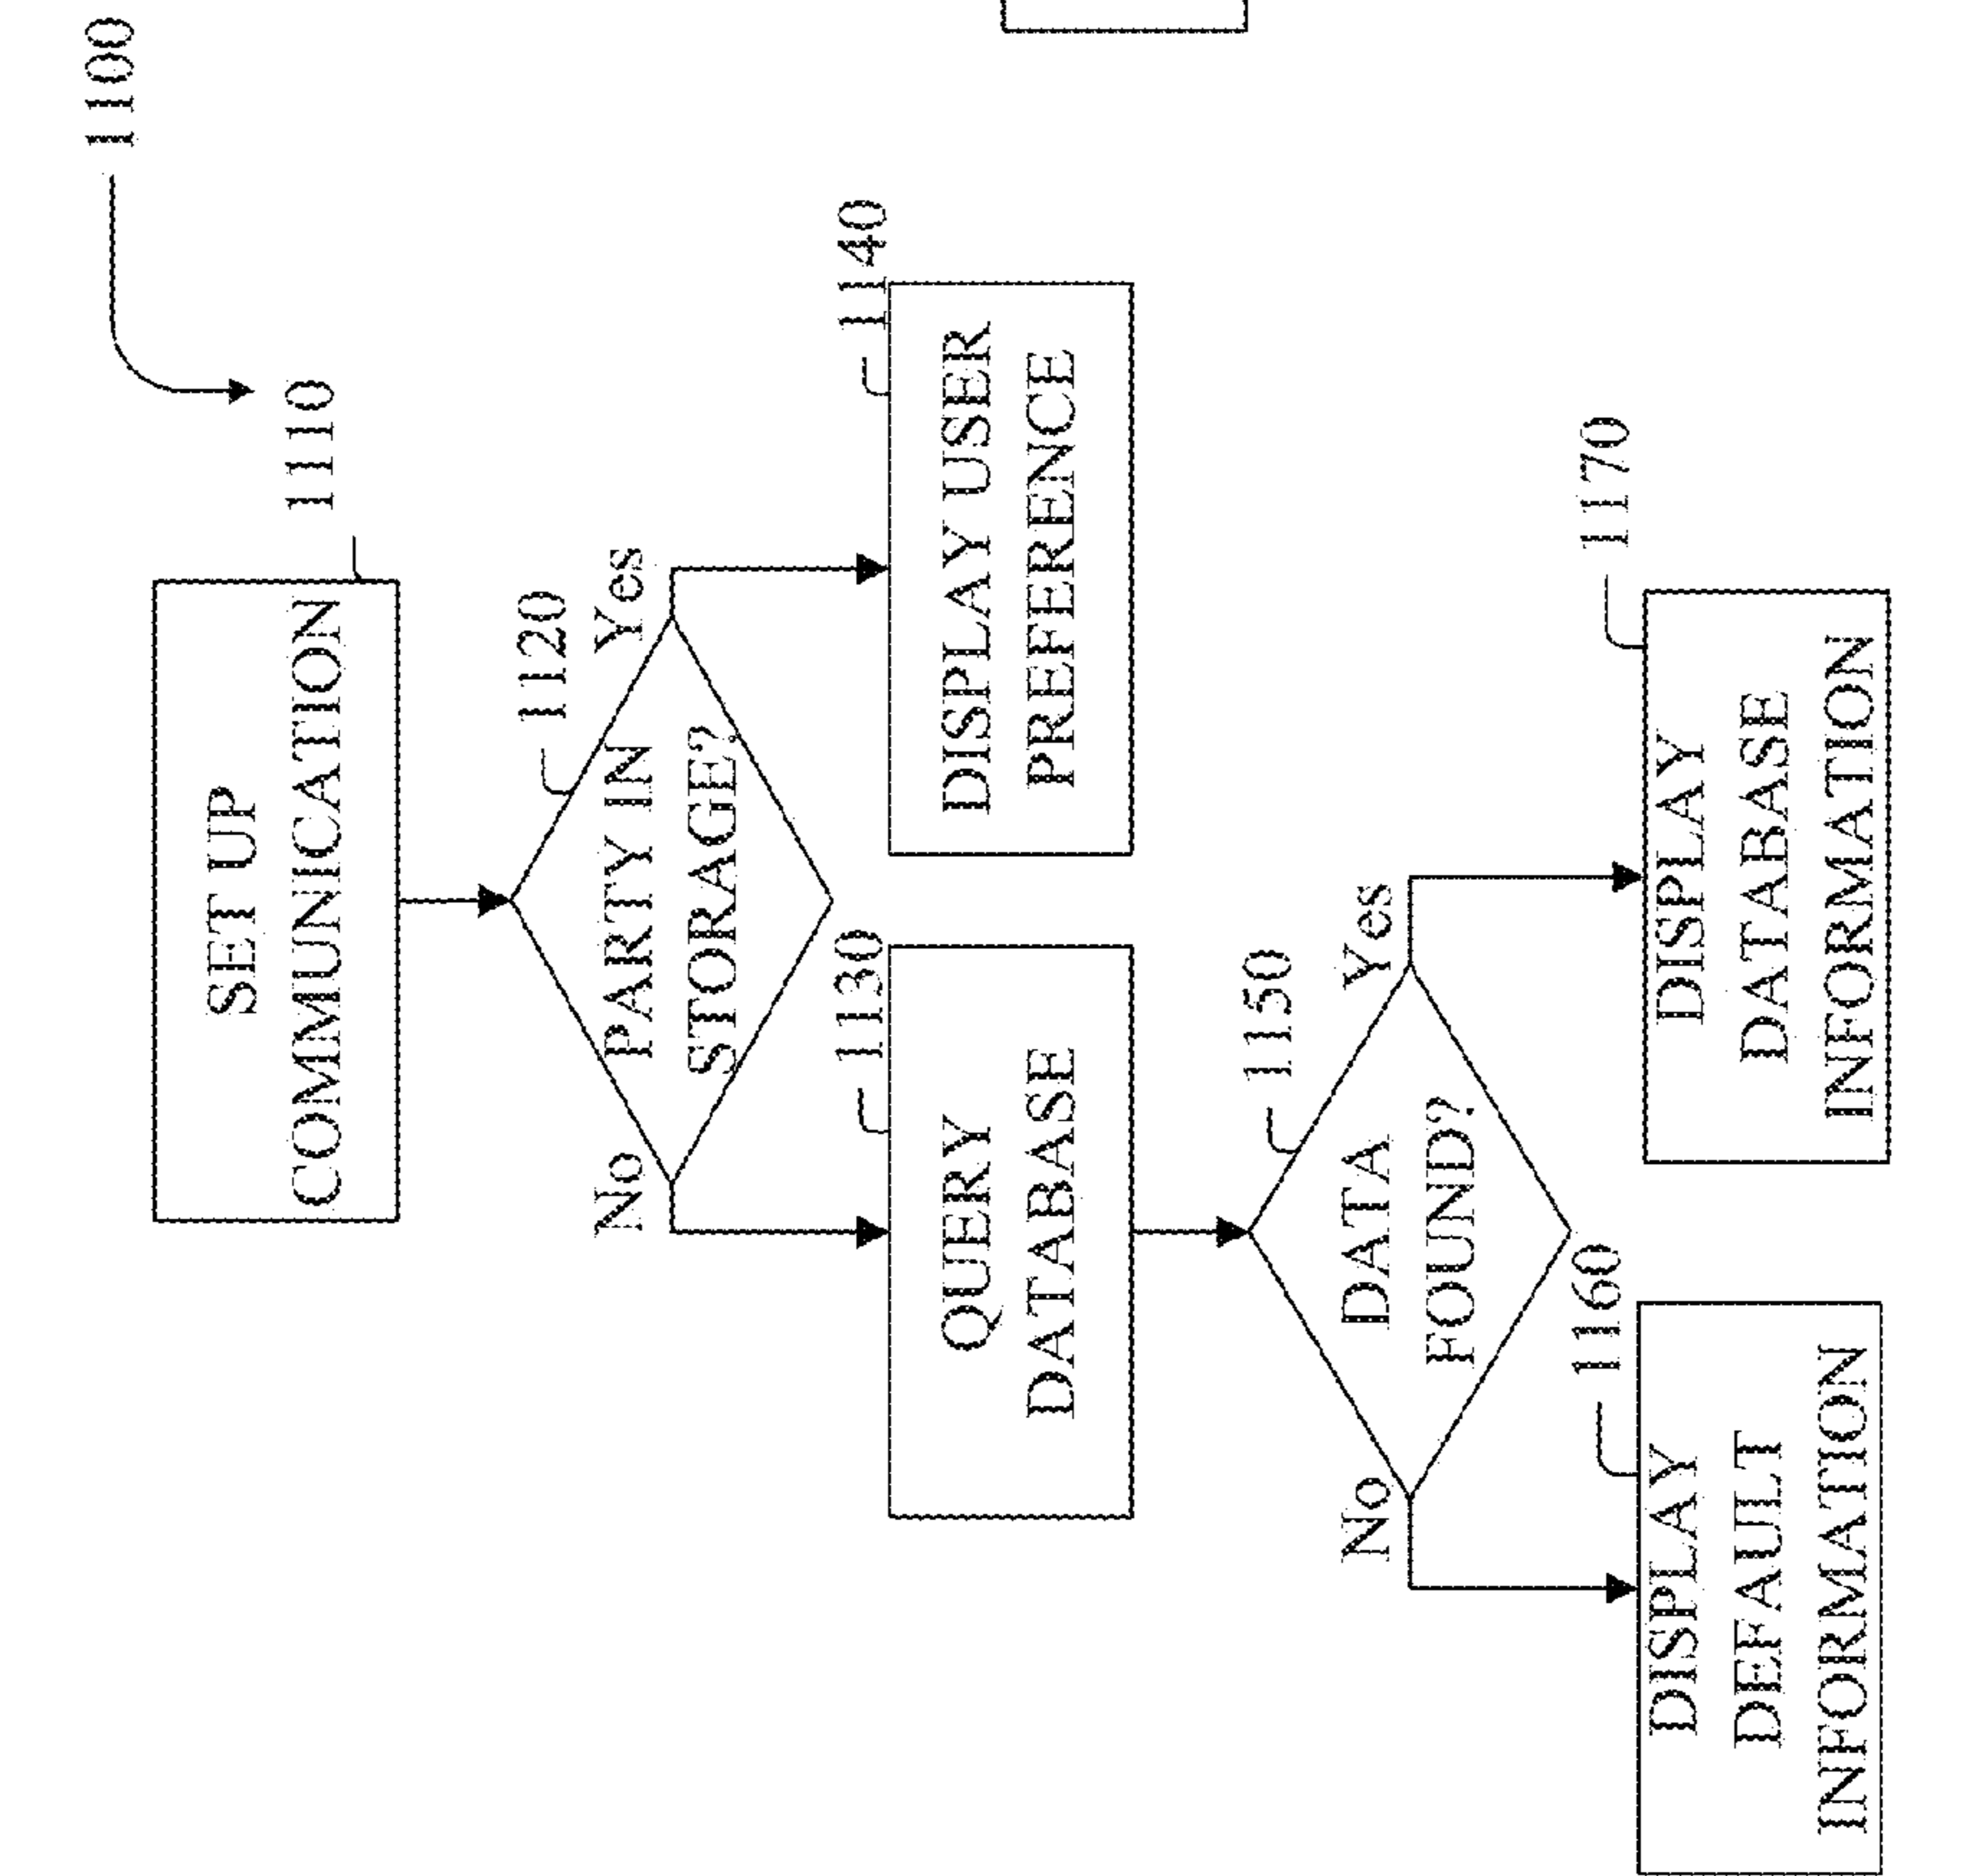 1100
1110
SET UP
COMMUNICATION
1120
PARTY IN
STORAGE?
No
Yes
1130
QUERY
DATABASE
1140
DISPLAY USER
PREFERENCE
1150
DATA
FOUND?
No
Yes
1160
DISPLAY
DEFAULT
INFORMATION
1170
DISPLAY
DATABASE
INFORMATION